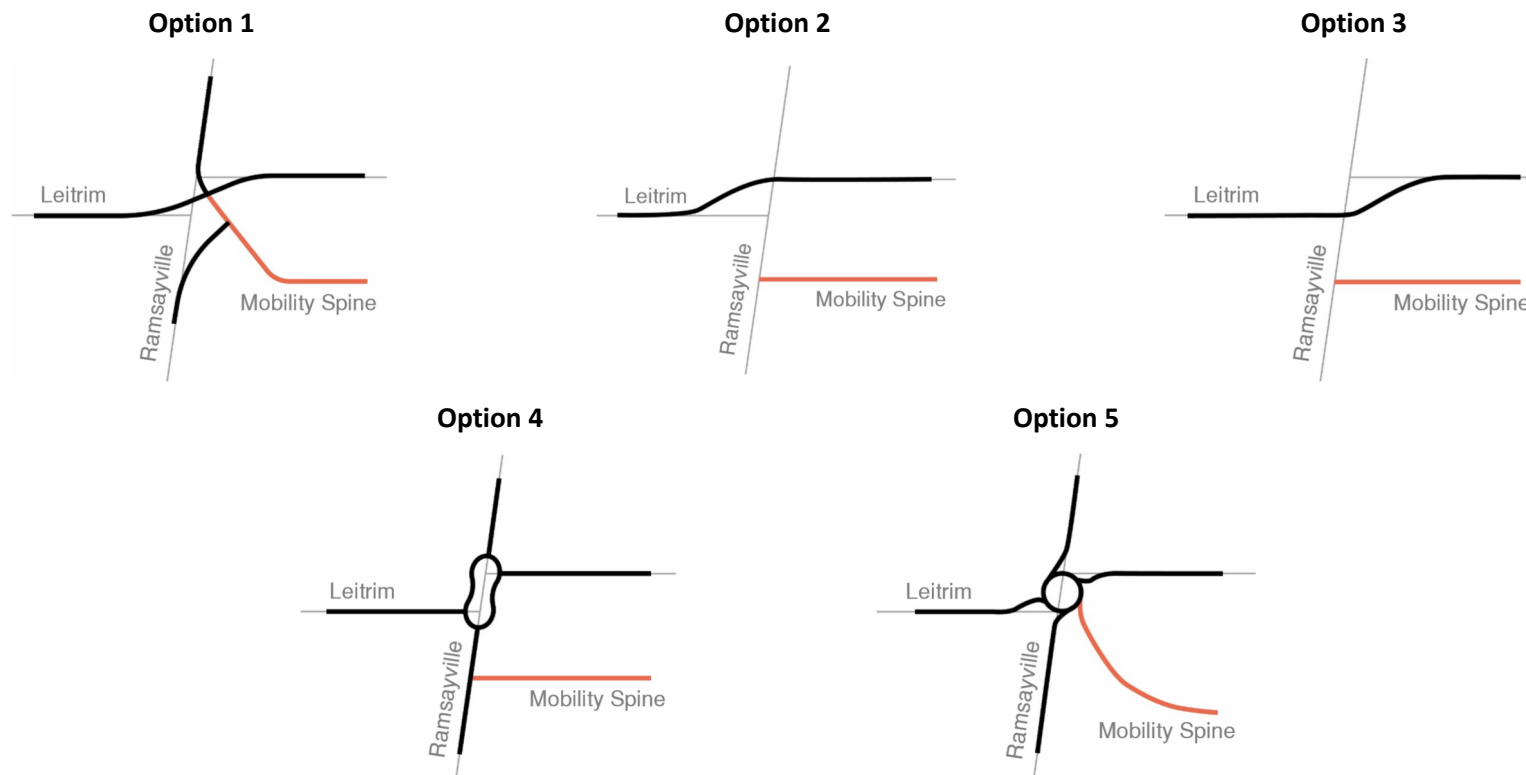 Option 1
Leitrim
Ramsayville
Mobility Spine
Option 2
Leitrim
Ramsayville
Mobility Spine
Option 3
Leitrim
Ramsayville
Mobility Spine
Option 4
Leitrim
Ramsayville
Mobility Spine
Option 5
Leitrim
Ramsayville
Mobility Spine